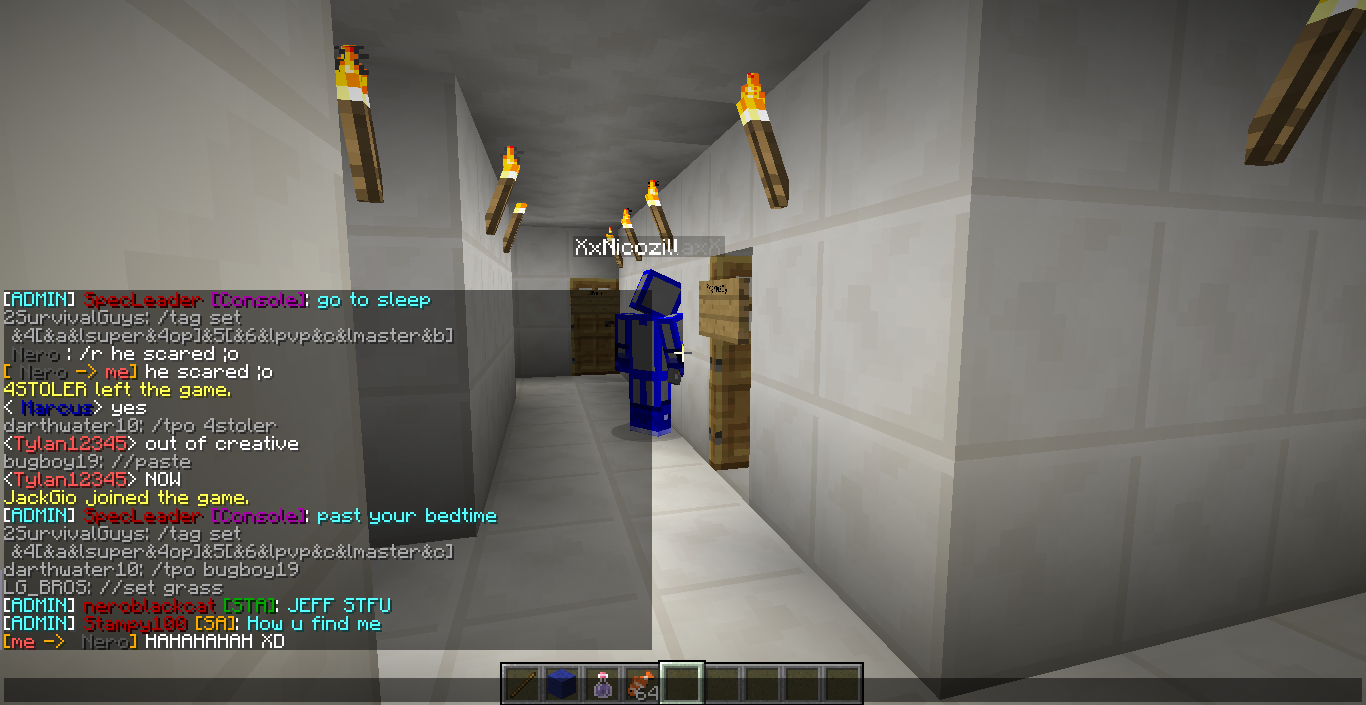 XxNicozillaxX
[ADMIN] SpecLeader [Console]: go to sleep
2SurvivalGuys: /tag set
&4[&a&lsuper&4op]&5[&6&lpvp&c&lmaster&b]
Nero : /r he scared ;o
[ Nero -> me] he scared ;o
4STOLER left the game.
< Marcus> yes
darthwater10: /tpo 4stoler
<Tylan12345> out of creative
bugboy19: //paste
<Tylan12345> NOW
JackGio joined the game.
[ADMIN] SpecLeader [Console]: past your bedtime
2SurvivalGuys: /tag set
&4[&a&lsuper&4op]&5[&6&lpvp&c&lmaster&c]
darthwater10: /tpo bugboy19
LG_BROS: //set grass
[ADMIN] neroblackcat [STA]: JEFF STFU
[ADMIN] Stampy100 [SA]: How u find me
[me -> Nero] HAHAHAHAH XD
64